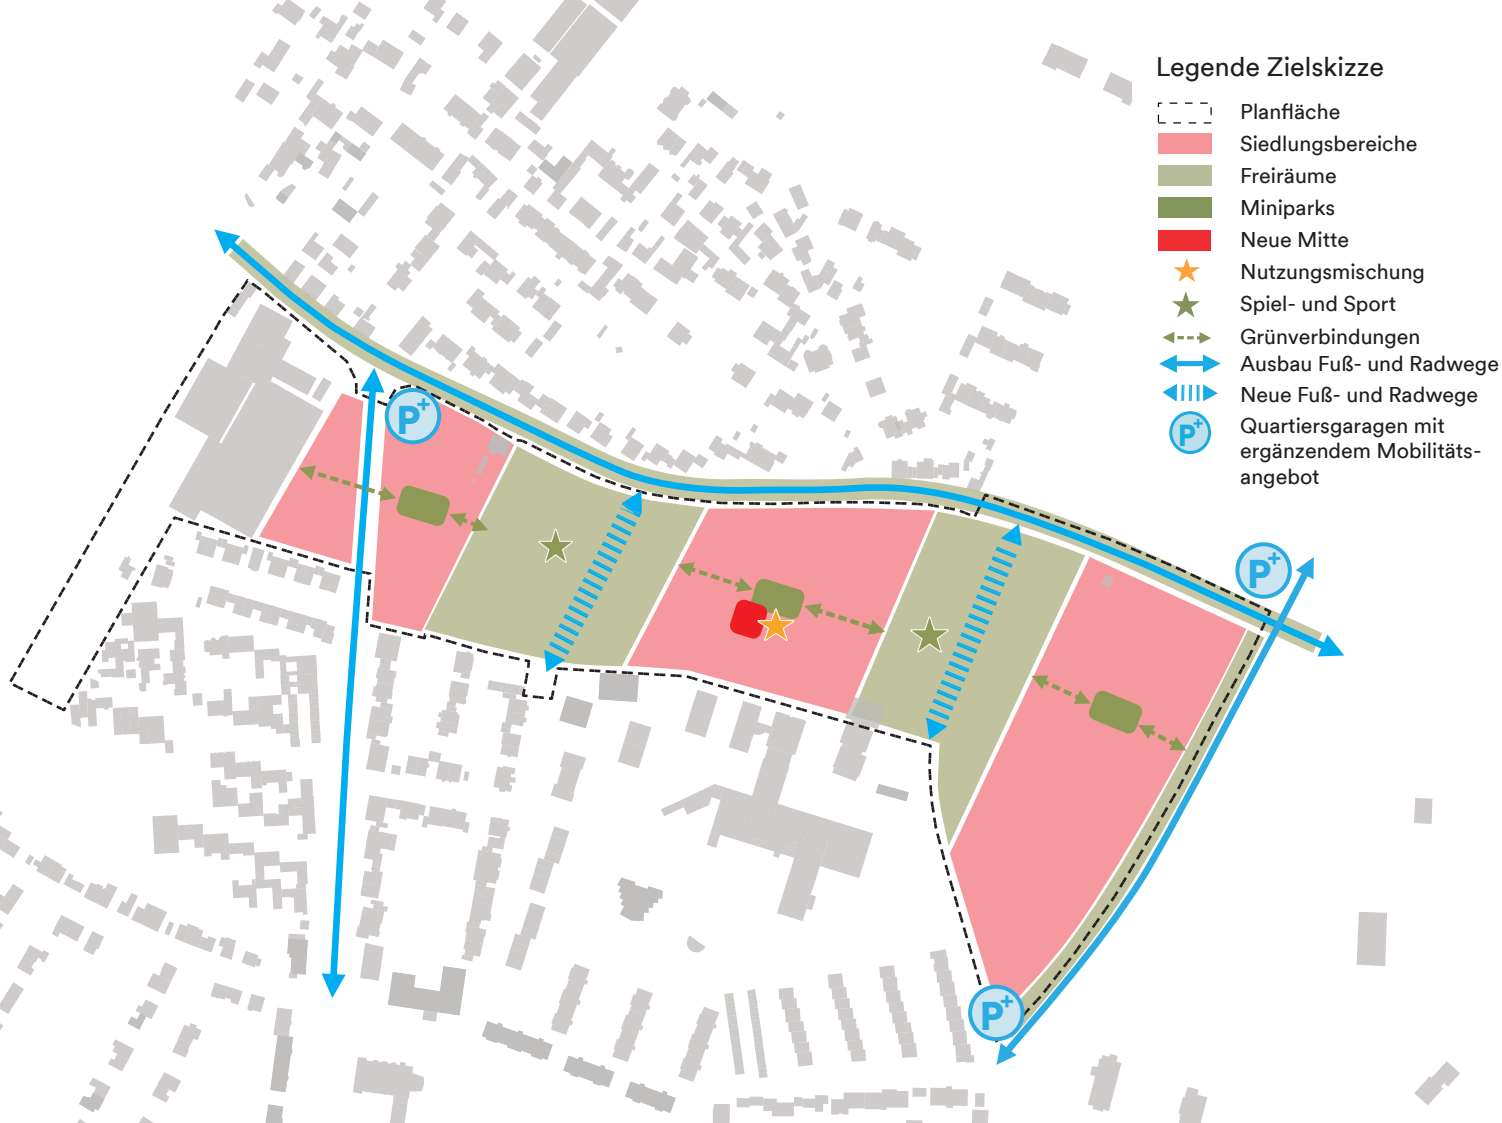 Legende Zielskizze
Planfläche
Siedlungsbereiche
Freiräume
Miniparks
Neue Mitte
Nutzungsmischung
Spiel- und Sport
Grünverbindungen
Ausbau Fuß- und Radwege
Neue Fuß- und Radwege
P+
Quartiersgaragen mit
ergänzendem Mobilitäts-
angebot
P+
P+
P+